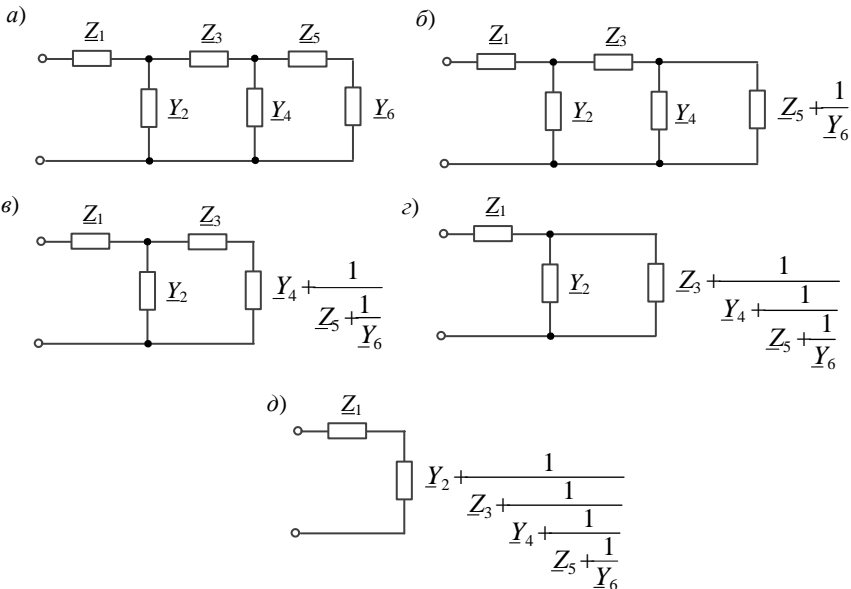 а)
Z1 Z3 Z5
Y2 Y4 Y6
б)
Z1 Z3
Y2 Y4 Z5 + 1/Y6
в)
Z1 Z3
Y2 Y4 + 1/(Z5 + 1/Y6)
г)
Z1
Y2 Z3 + 1/(Y4 + 1/(Z5 + 1/Y6))
д)
Z1
Y2 + 1/(Z3 + 1/(Y4 + 1/(Z5 + 1/Y6)))